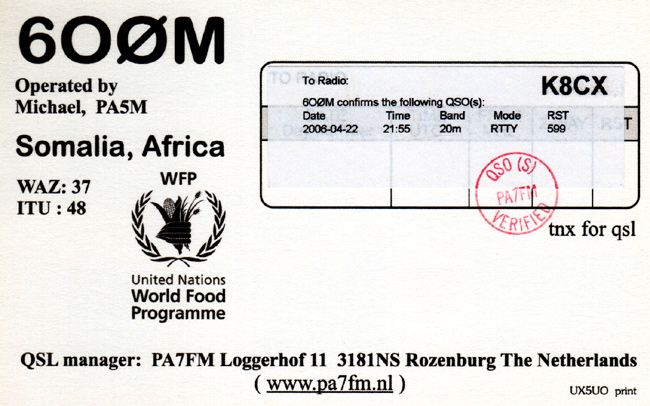 6OØM
Operated by
Michael, PA5M
Somalia, Africa
WAZ: 37
ITU : 48
WFP
United Nations
World Food
Programme
To Radio: K8CX
6OØM confirms the following QSO(s):
Date Time Band Mode RST
2006-04-22 21:55 20m RTTY 599
T
QSO (S)
PA7FM
VERIFIED
tnx for qsl
QSL manager: PA7FM Loggerhof 11 3181NS Rozenburg The Netherlands
( www.pa7fm.nl )
UX5UO print